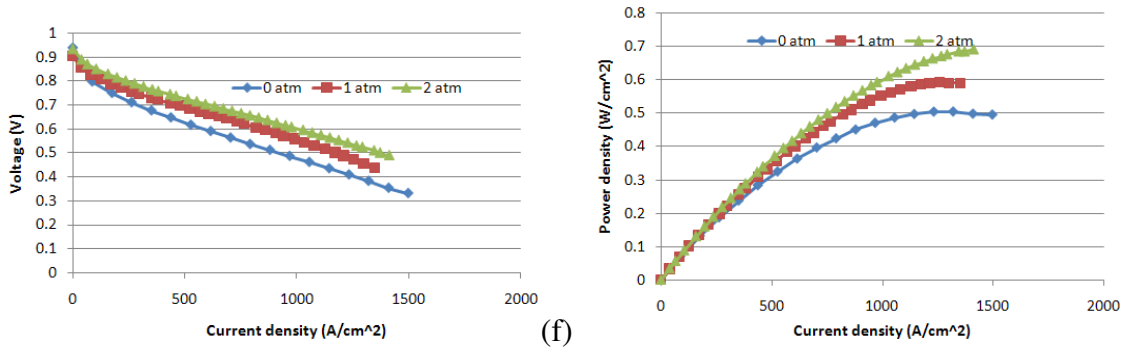 1
0.9
0.8
0.7
0.6
0.5
0.4
0.3
0.2
0.1
0
Voltage (V)
0 atm 1 atm 2 atm
0 500 1000 1500 2000
Current density (A/cm^2)
(f)
0.8
0.7
0.6
0.5
0.4
0.3
0.2
0.1
0
Power density (W/cm^2)
0 atm 1 atm 2 atm
0 500 1000 1500 2000
Current density (A/cm^2)